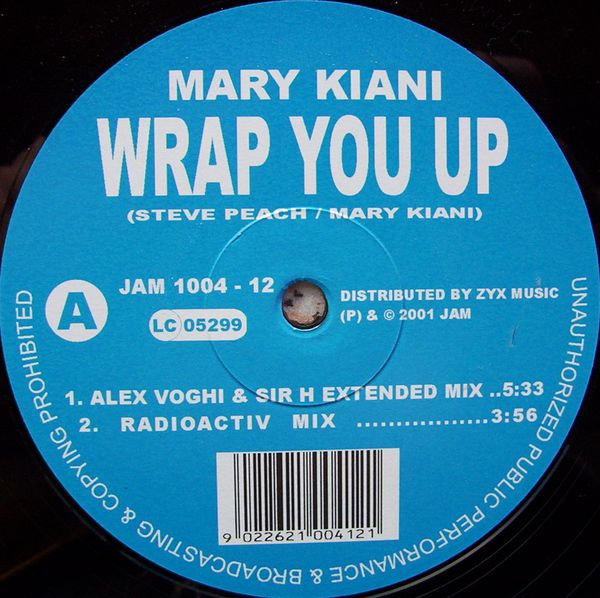 MARY KIANI
WRAP YOU UP
(STEVE PEACH / MARY KIANI)
A
JAM 1004 - 12
LC 05299
DISTRIBUTED BY ZYX MUSIC
(P) & © 2001 JAM
1. ALEX VOGHI & SIR H EXTENDED MIX ..5:33
2. RADIOACTIV MIX .................3:56
9 022621 004121
UNAUTHORIZED PUBLIC PERFORMANCE & BROADCASTING & COPYING PROHIBITED